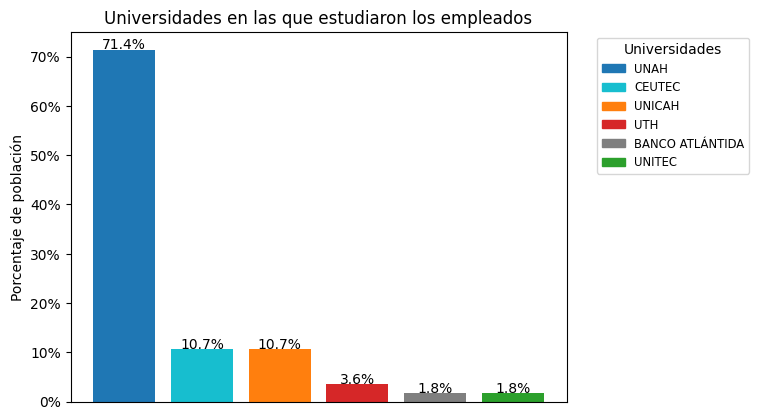 Universidades en las que estudiaron los empleados
Porcentaje de población
70%
60%
50%
40%
30%
20%
10%
0%
71.4%
10.7%
10.7%
3.6%
1.8%
1.8%
Universidades
UNAH
CEUTEC
UNICAH
UTH
BANCO ATLÁNTIDA
UNITEC